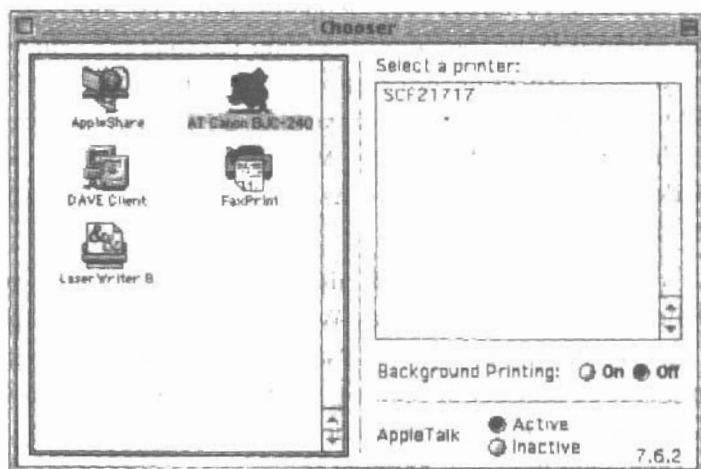 Chooser
AppleShare
AT Canon BJC-240
DAVE Client
FaxPrint
LaserWriter 8
Select a printer:
SCF21717
Background Printing: On Off
AppleTalk
Active
Inactive
7.6.2